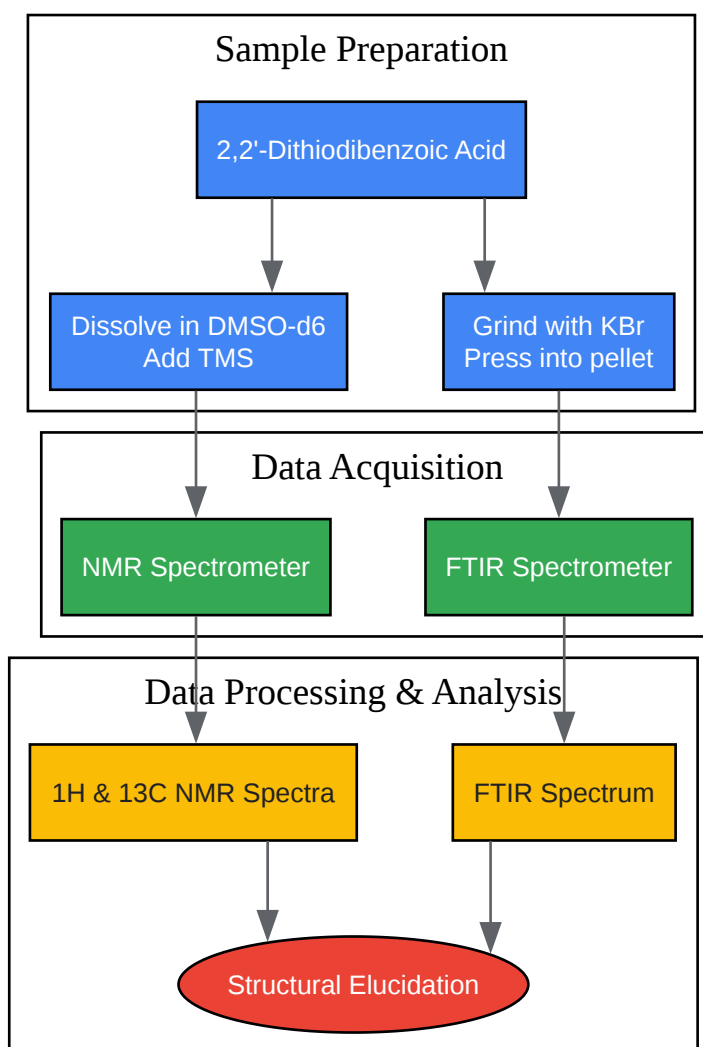 Sample Preparation
2,2'-Dithiodibenzoic Acid
Dissolve in DMSO-d6
Add TMS
Grind with KBr
Press into pellet
Data Acquisition
NMR Spectrometer
FTIR Spectrometer
Data Processing & Analysis
1H & 13C NMR Spectra
FTIR Spectrum
Structural Elucidation